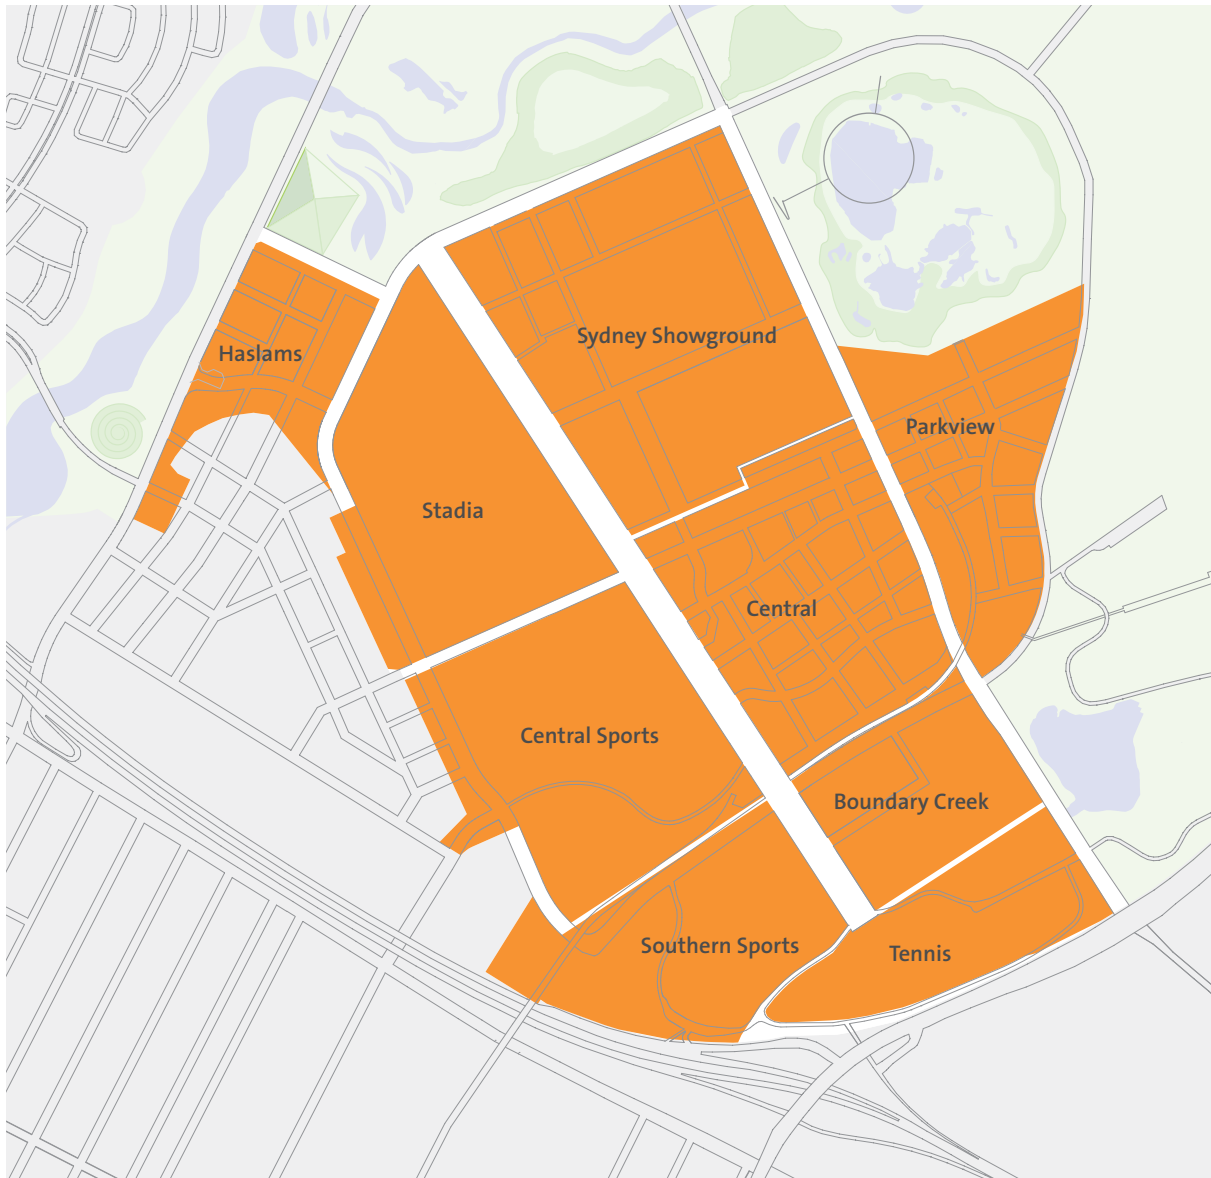 Sydney Showground
Haslams
Parkview
Stadia
Central
Central Sports
Boundary Creek
Southern Sports
Tennis